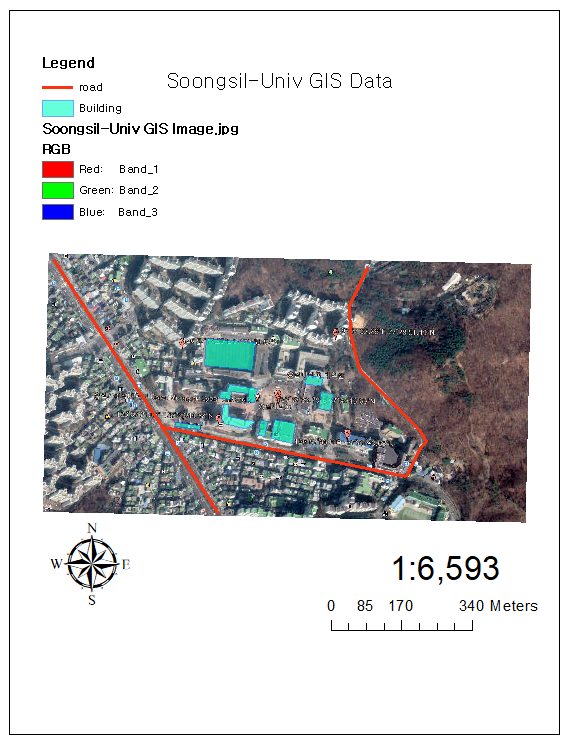 Legend
road
Building
Soongsil-Univ GIS Image.jpg
RGB
Red: Band_1
Green: Band_2
Blue: Band_3
Soongsil-Univ GIS Data
N
W E
S
1:6,593
0 85 170 340 Meters